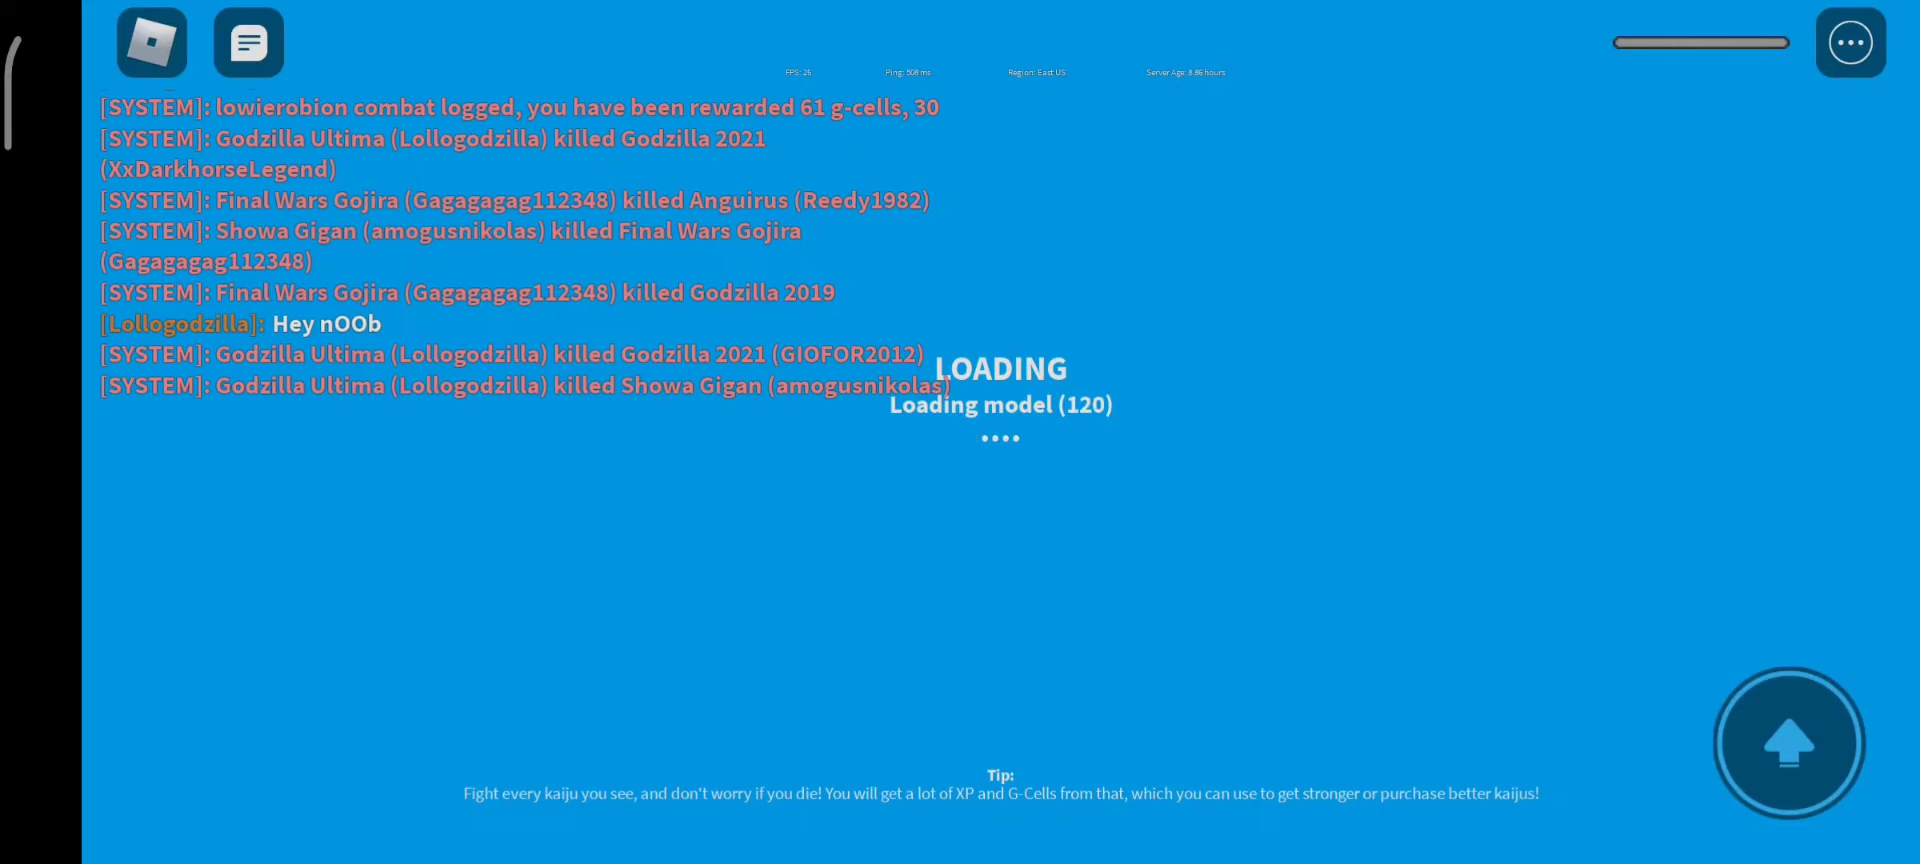 FPS: 26 Ping: 508 ms Region: East US Server Age: 8.86 hours
[SYSTEM]: lowierobion combat logged, you have been rewarded 61 g-cells, 30
[SYSTEM]: Godzilla Ultima (Lollogodzilla) killed Godzilla 2021
(XxDarkhorseLegend)
[SYSTEM]: Final Wars Gojira (Gagagagag112348) killed Anguirus (Reedy1982)
[SYSTEM]: Showa Gigan (amogusnikolas) killed Final Wars Gojira
(Gagagagag112348)
[SYSTEM]: Final Wars Gojira (Gagagagag112348) killed Godzilla 2019
[Lollogodzilla]: Hey nOOb
[SYSTEM]: Godzilla Ultima (Lollogodzilla) killed Godzilla 2021 (GIOFOR2012)
[SYSTEM]: Godzilla Ultima (Lollogodzilla) killed Showa Gigan (amogusnikolas)
LOADING
Loading model (120)
....
Tip:
Fight every kaiju you see, and don't worry if you die! You will get a lot of XP and G-Cells from that, which you can use to get stronger or purchase better kaijus!